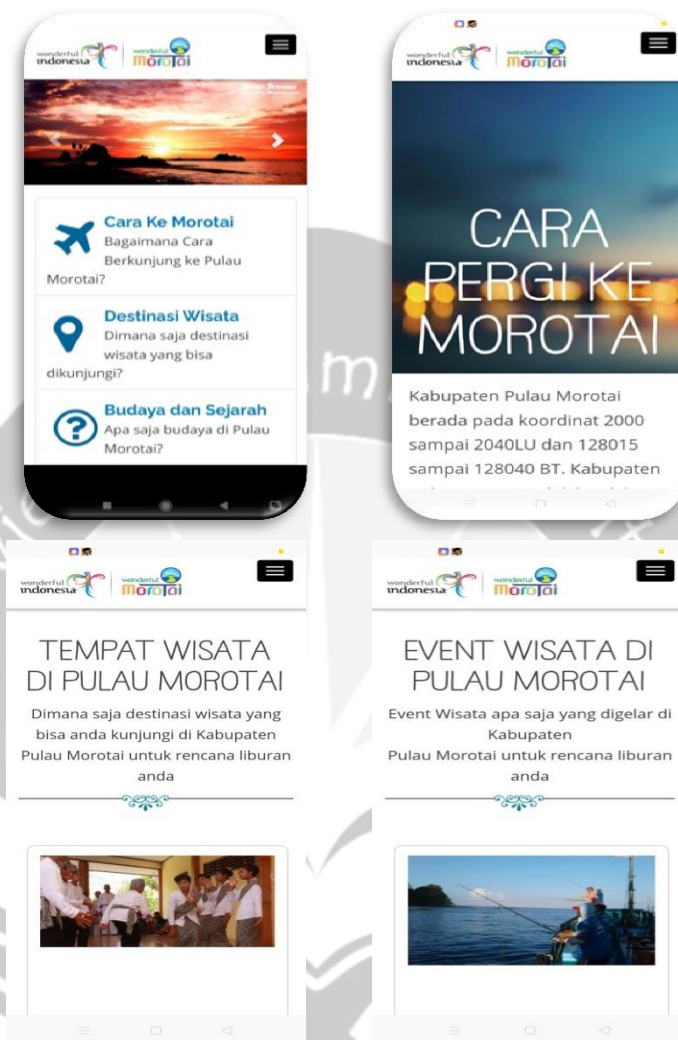 wonderful
indonesia
wonderful
morotai
Cara Ke Morotai
Bagaimana Cara
Berkunjung ke Pulau
Morotai?
Destinasi Wisata
Dimana saja destinasi
wisata yang bisa
dikunjungi?
Budaya dan Sejarah
Apa saja budaya di Pulau
Morotai?
wonderful
indonesia
wonderful
morotai
CARA
PERGI KE
MOROTAI
Kabupaten Pulau Morotai
berada pada koordinat 2000
sampai 2040LU dan 128015
sampai 128040 BT. Kabupaten
wonderful
indonesia
wonderful
morotai
TEMPAT WISATA
DI PULAU MOROTAI
Dimana saja destinasi wisata yang
bisa anda kunjungi di Kabupaten
Pulau Morotai untuk rencana liburan
anda
wonderful
indonesia
wonderful
morotai
EVENT WISATA DI
PULAU MOROTAI
Event Wisata apa saja yang digelar di
Kabupaten
Pulau Morotai untuk rencana liburan
anda